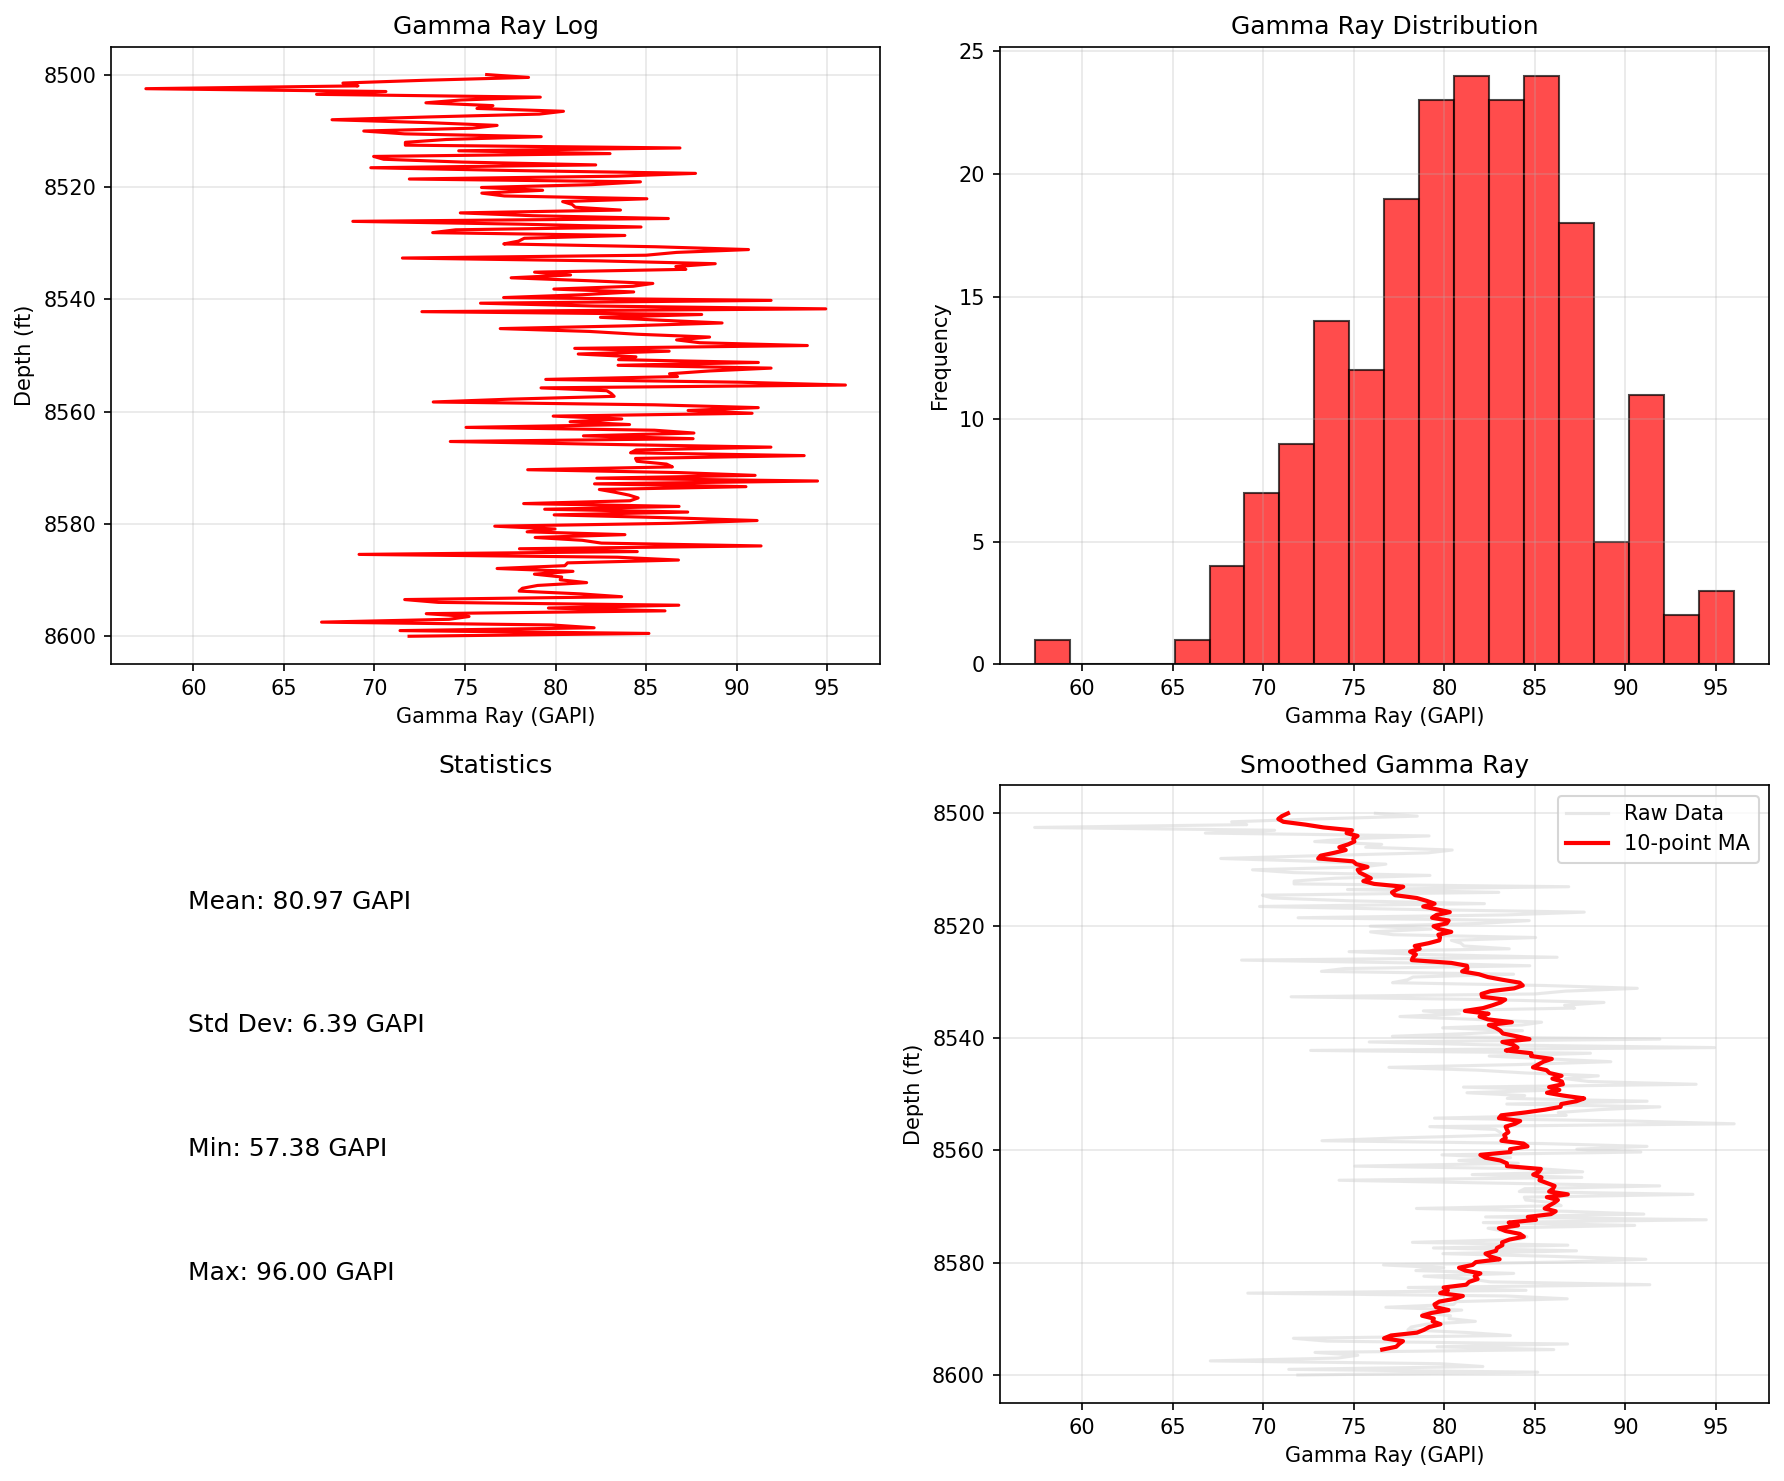 Gamma Ray Log
8500
8520
8540
8560
8580
8600
Depth (ft)
60 65 70 75 80 85 90 95
Gamma Ray (GAPI)
Gamma Ray Distribution
25
20
15
10
5
0
Frequency
60 65 70 75 80 85 90 95
Gamma Ray (GAPI)
Statistics
Mean: 80.97 GAPI
Std Dev: 6.39 GAPI
Min: 57.38 GAPI
Max: 96.00 GAPI
Smoothed Gamma Ray
Raw Data
10-point MA
8500
8520
8540
8560
8580
8600
Depth (ft)
60 65 70 75 80 85 90 95
Gamma Ray (GAPI)